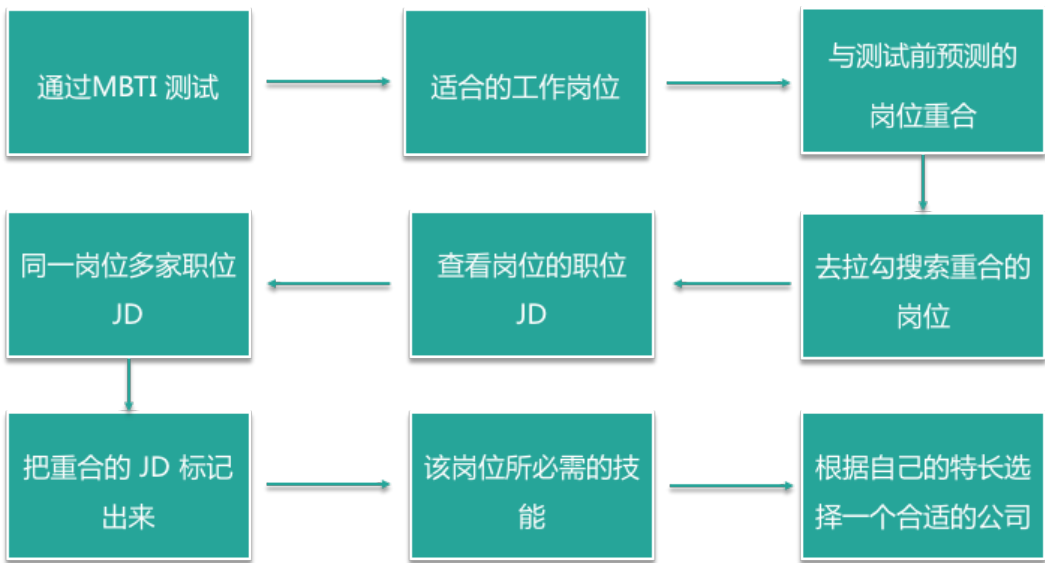 通过MBTI 测试
适合的工作岗位
与测试前预测的
岗位重合
去拉勾搜索重合的
岗位
查看岗位的职位
JD
同一岗位多家职位
JD
把重合的 JD 标记
出来
该岗位所必需的技
能
根据自己的特长选
择一个合适的公司